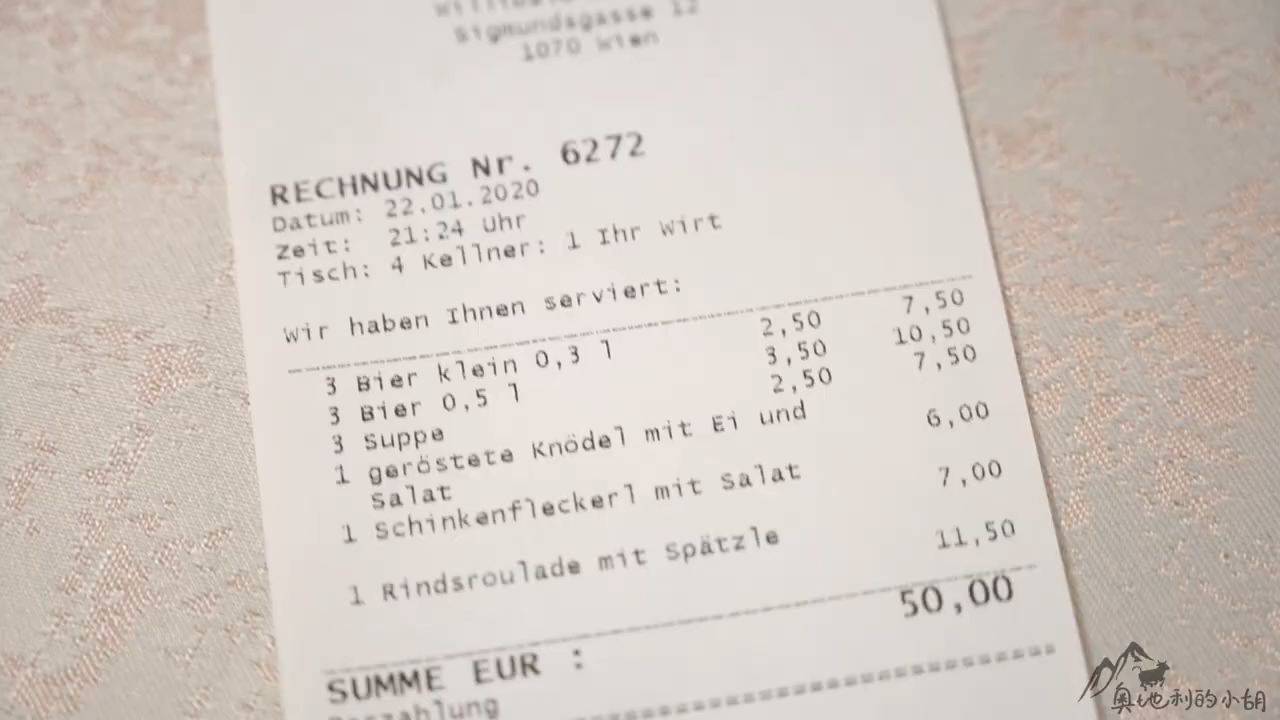 Sigmundsgasse 12
1070 Wien
RECHNUNG Nr. 6272
Datum: 22.01.2020
Zeit: 21:24 Uhr
Tisch: 4 Kellner: 1 Ihr Wirt
Wir haben Ihnen serviert:
3 Bier klein 0,3 l 2,50 7,50
3 Bier 0,5 l 3,50 10,50
3 Suppe 2,50 7,50
1 geröstete Knödel mit Ei und 6,00
Salat
1 Schinkenfleckerl mit Salat 7,00
1 Rindsroulade mit Spätzle 11,50
SUMME EUR : 50,00
奥地利的小胡